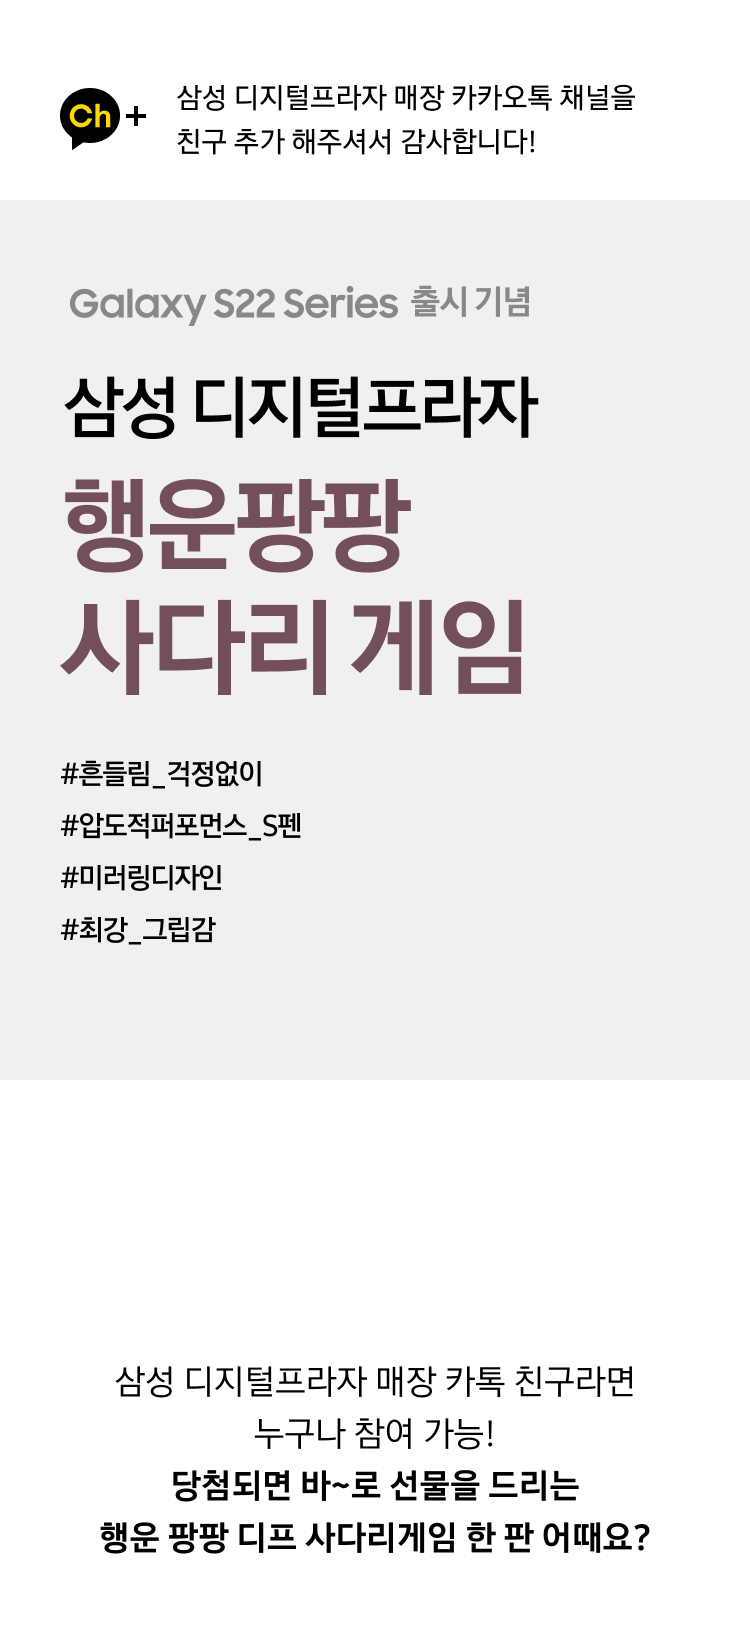 Ch+
삼성 디지털프라자 매장 카카오톡 채널을
친구 추가 해주셔서 감사합니다!
Galaxy S22 Series 출시 기념
삼성 디지털프라자
행운팡팡
사다리 게임
#흔들림_걱정없이
#압도적퍼포먼스_S펜
#미러링디자인
#최강_그립감
삼성 디지털프라자 매장 카톡 친구라면
누구나 참여 가능!
당첨되면 바~로 선물을 드리는
행운 팡팡 디프 사다리게임 한 판 어때요?